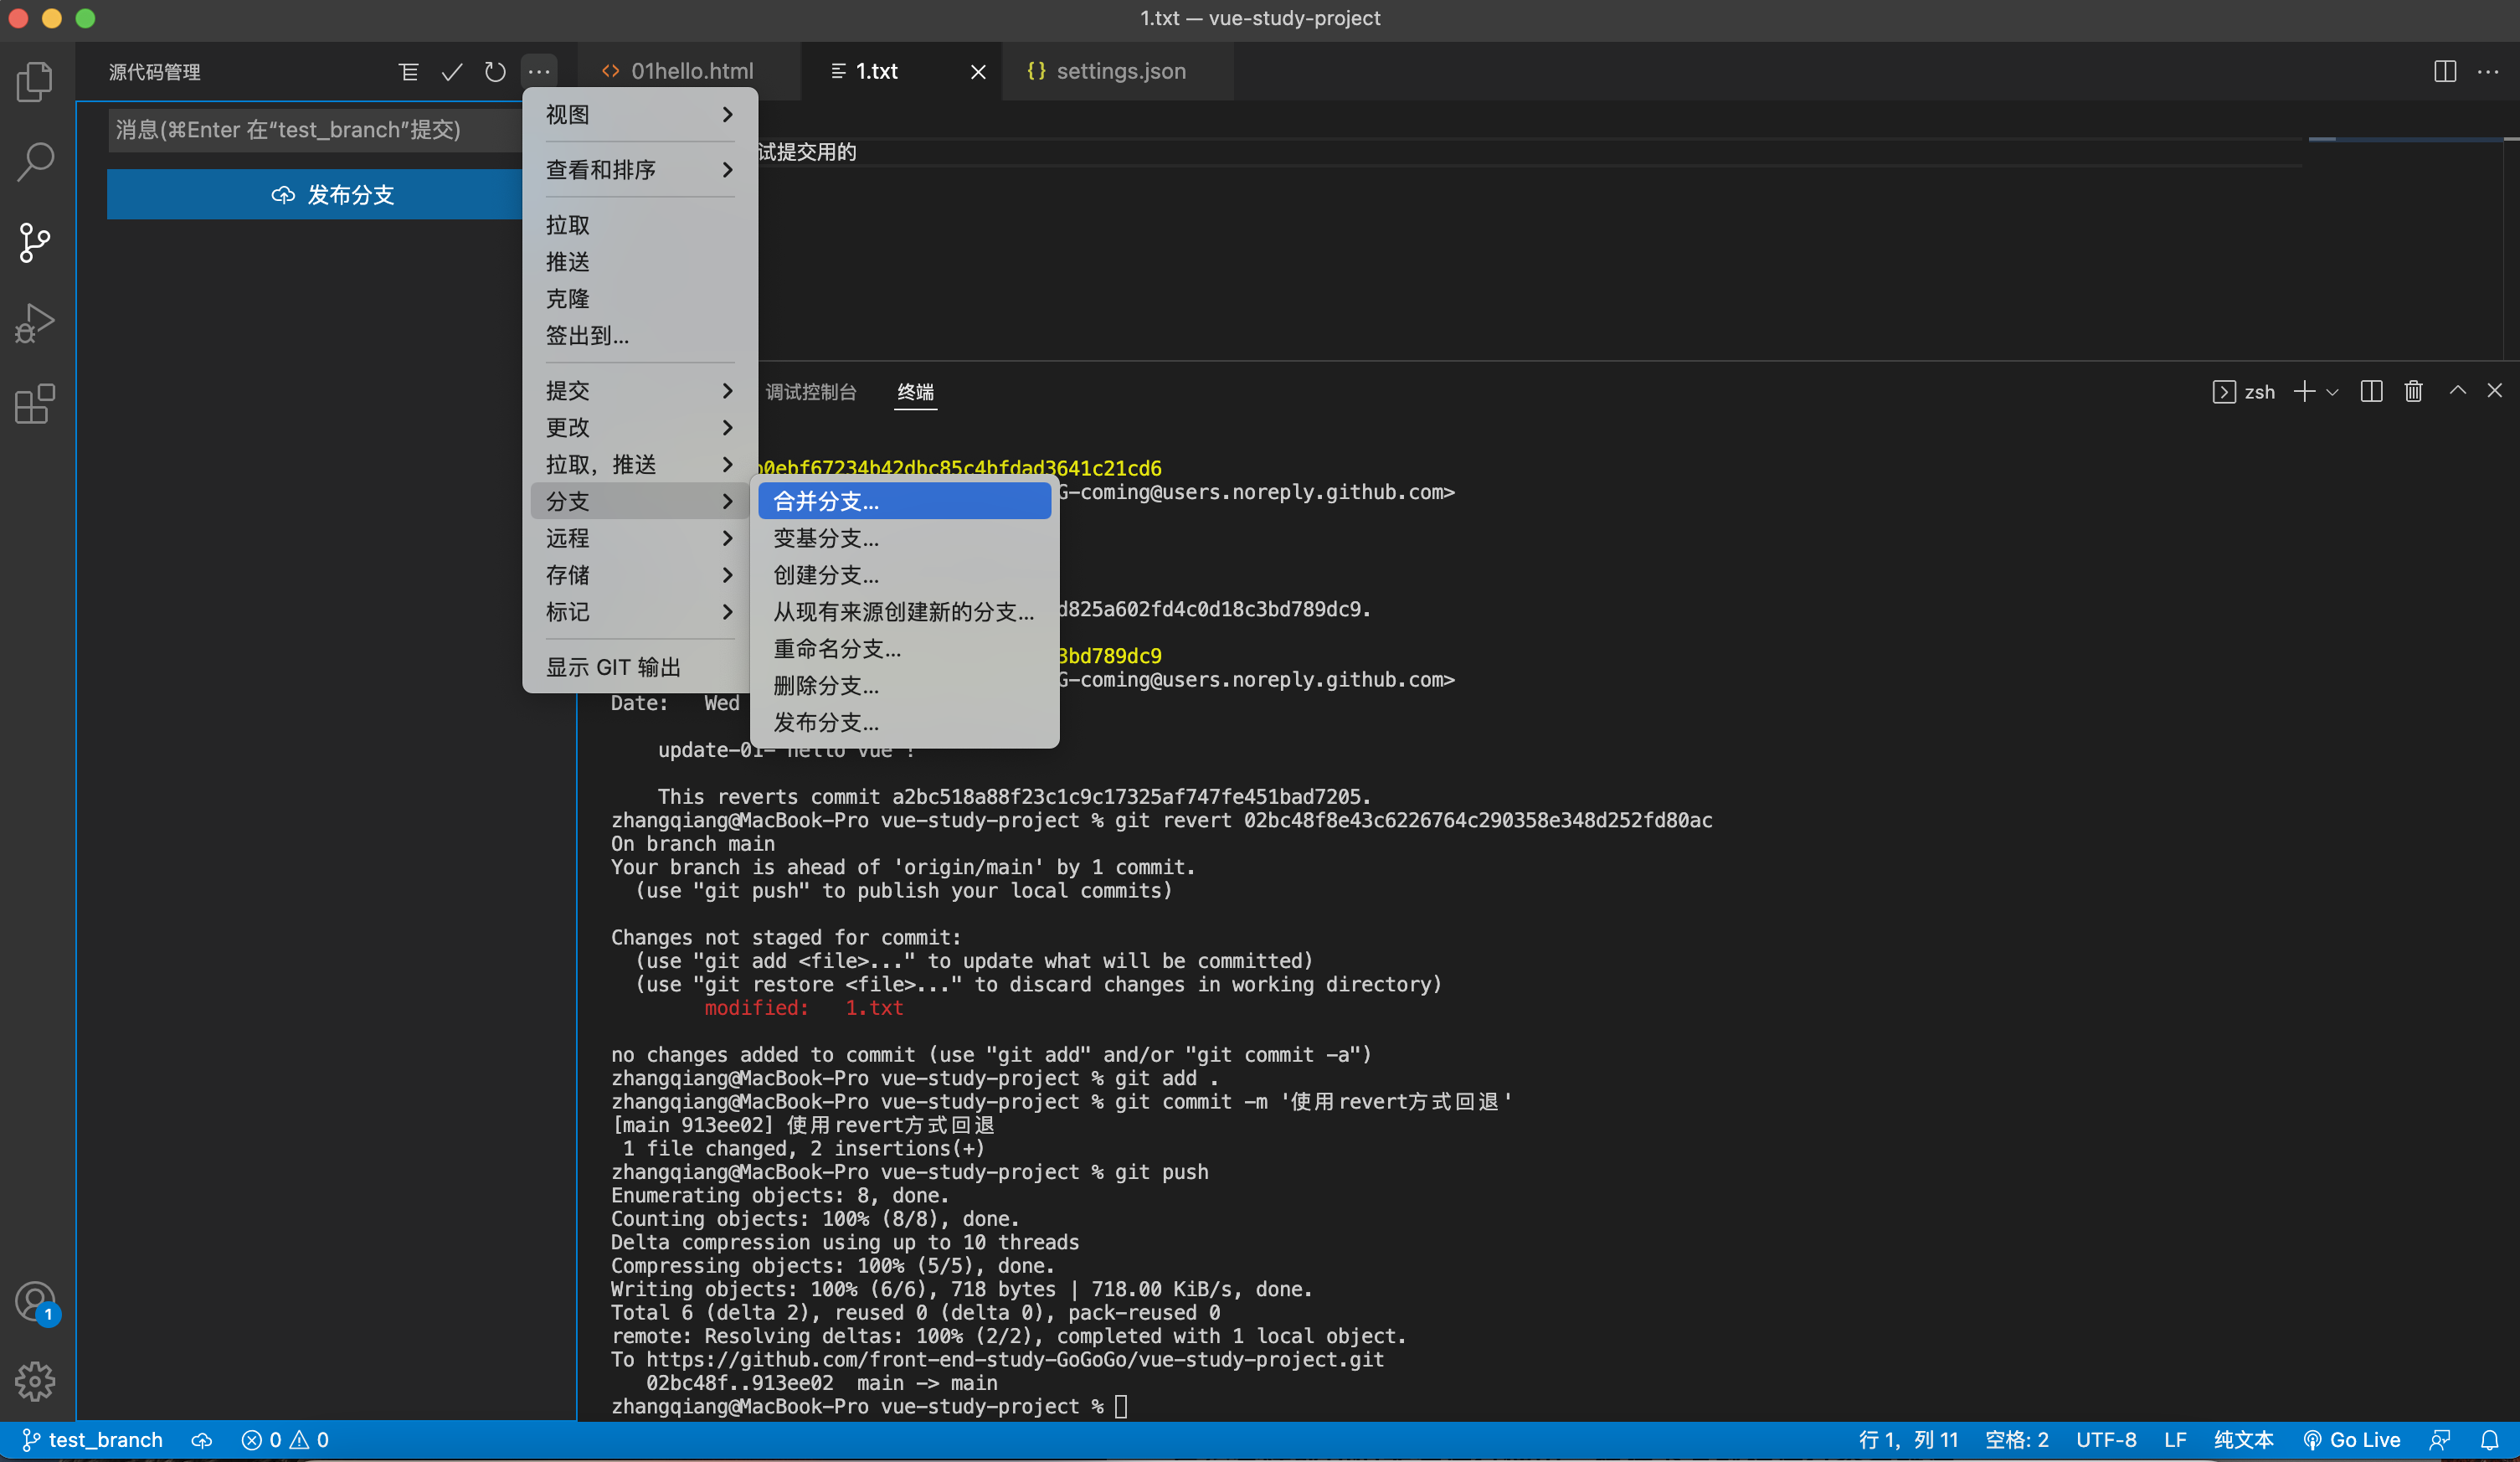 1.txt — vue-study-project
源代码管理
01hello.html
1.txt
settings.json
消息(⌘Enter 在“test_branch”提交)
发布分支
视图
查看和排序
拉取
推送
克隆
签出到...
提交
更改
拉取，推送
分支
远程
存储
标记
显示 GIT 输出
合并分支...
变基分支...
创建分支...
从现有来源创建新的分支...
重命名分支...
删除分支...
发布分支...
试提交用的
调试控制台
终端
zsh
0ebf67234b42dbc85c4bfdad3641c21cd6
G-coming@users.noreply.github.com>
d825a602fd4c0d18c3bd789dc9.
3bd789dc9
G-coming@users.noreply.github.com>
Date:   Wed
update-01- hello vue !
This reverts commit a2bc518a88f23c1c9c17325af747fe451bad7205.
zhangqiang@MacBook-Pro vue-study-project % git revert 02bc48f8e43c6226764c290358e348d252fd80ac
On branch main
Your branch is ahead of 'origin/main' by 1 commit.
(use "git push" to publish your local commits)
Changes not staged for commit:
(use "git add <file>..." to update what will be committed)
(use "git restore <file>..." to discard changes in working directory)
modified:   1.txt
no changes added to commit (use "git add" and/or "git commit -a")
zhangqiang@MacBook-Pro vue-study-project % git add .
zhangqiang@MacBook-Pro vue-study-project % git commit -m '使用revert方式回退'
[main 913ee02] 使用revert方式回退
1 file changed, 2 insertions(+)
zhangqiang@MacBook-Pro vue-study-project % git push
Enumerating objects: 8, done.
Counting objects: 100% (8/8), done.
Delta compression using up to 10 threads
Compressing objects: 100% (5/5), done.
Writing objects: 100% (6/6), 718 bytes | 718.00 KiB/s, done.
Total 6 (delta 2), reused 0 (delta 0), pack-reused 0
remote: Resolving deltas: 100% (2/2), completed with 1 local object.
To https://github.com/front-end-study-GoGoGo/vue-study-project.git
02bc48f..913ee02  main -> main
zhangqiang@MacBook-Pro vue-study-project %
1
test_branch
0
0
行 1，列 11
空格: 2
UTF-8
LF
纯文本
Go Live